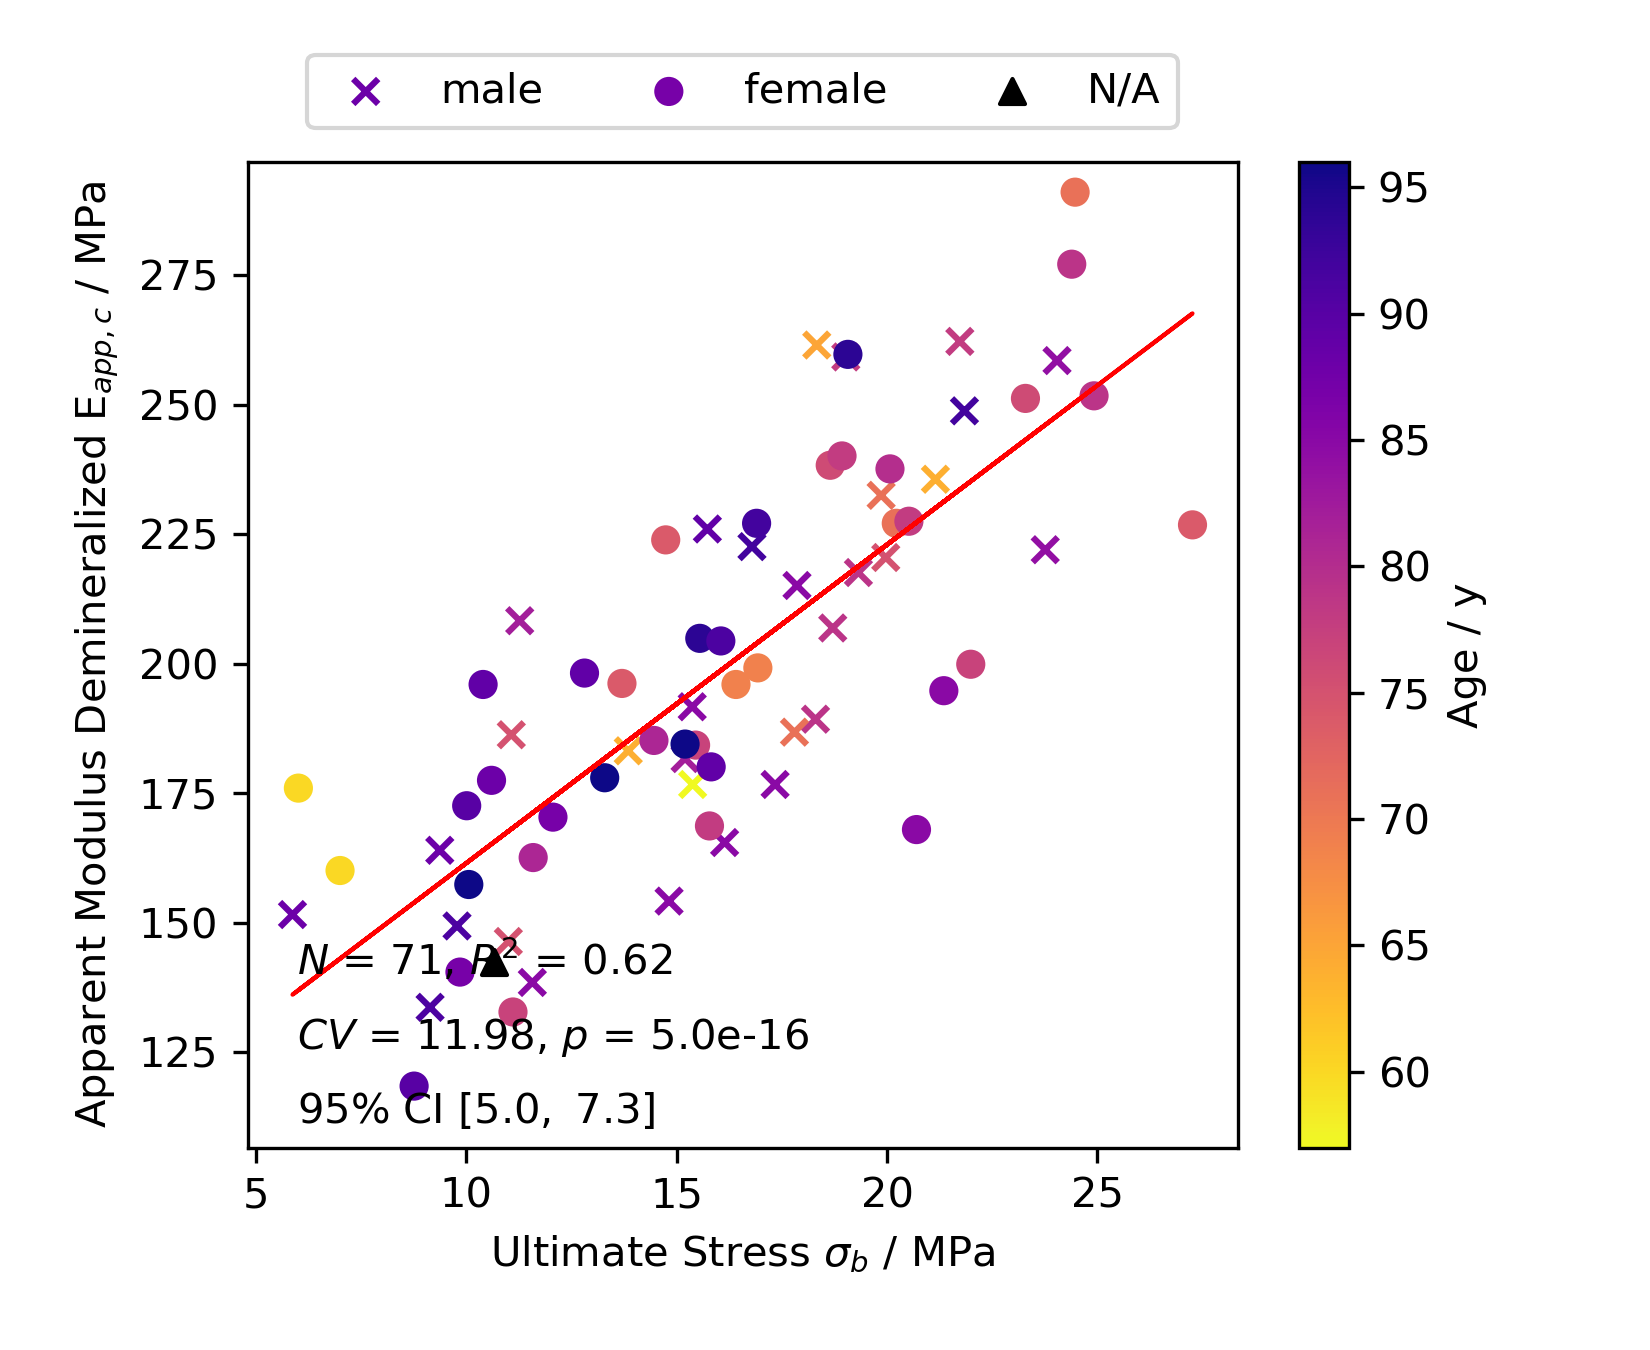 male female N/A
Apparent Modulus Demineralized E_{app, c} / MPa
275
250
225
200
175
150
125
N = 71, R² = 0.62
CV = 11.98, p = 5.0e-16
95% CI [5.0, 7.3]
5 10 15 20 25
Ultimate Stress σ_b / MPa
95
90
85
80
75
70
65
60
Age / y